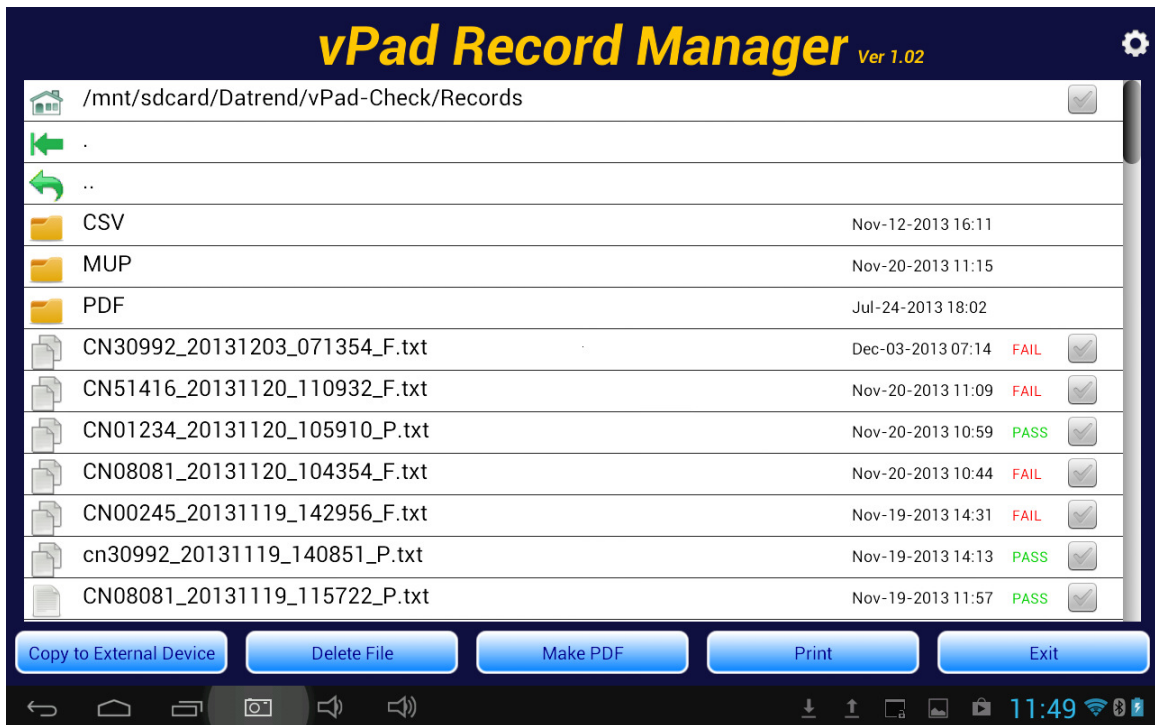 vPad Record Manager Ver 1.02
/mnt/sdcard/Datrend/vPad-Check/Records
.
..
CSV Nov-12-2013 16:11
MUP Nov-20-2013 11:15
PDF Jul-24-2013 18:02
CN30992_20131203_071354_F.txt Dec-03-2013 07:14 FAIL
CN51416_20131120_110932_F.txt Nov-20-2013 11:09 FAIL
CN01234_20131120_105910_P.txt Nov-20-2013 10:59 PASS
CN08081_20131120_104354_F.txt Nov-20-2013 10:44 FAIL
CN00245_20131119_142956_F.txt Nov-19-2013 14:31 FAIL
cn30992_20131119_140851_P.txt Nov-19-2013 14:13 PASS
CN08081_20131119_115722_P.txt Nov-19-2013 11:57 PASS
Copy to External Device Delete File Make PDF Print Exit
11:49